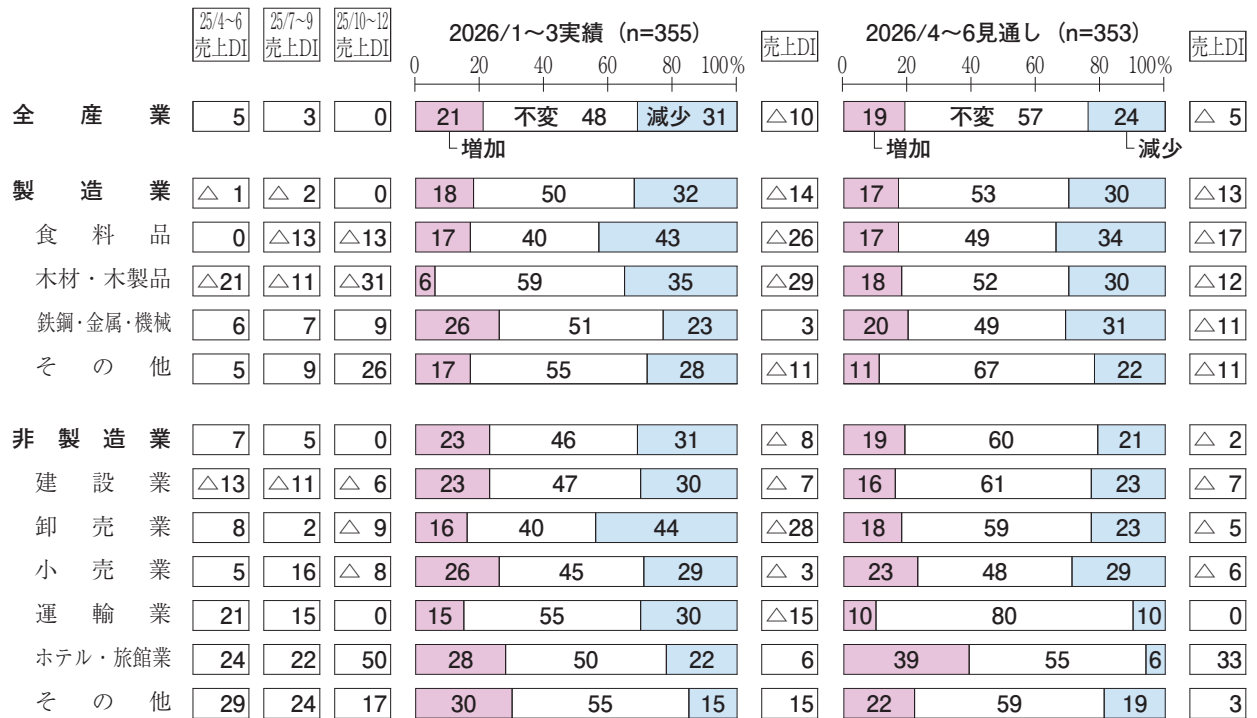 25/4~6 売上DI 25/7~9 売上DI 25/10~12 売上DI 2026/1~3実績 (n=355) 売上DI 2026/4~6見通し (n=353) 売上DI
0 20 40 60 80 100% 0 20 40 60 80 100%
全産業 5 3 0 21 不変 48 減少 31 △10 19 不変 57 24 △ 5
増加 増加 減少
製造業 △ 1 △ 2 0 18 50 32 △14 17 53 30 △13
食料品 0 △13 △13 17 40 43 △26 17 49 34 △17
木材・木製品 △21 △11 △31 6 59 35 △29 18 52 30 △12
鉄鋼・金属・機械 6 7 9 26 51 23 3 20 49 31 △11
その他 5 9 26 17 55 28 △11 11 67 22 △11
非製造業 7 5 0 23 46 31 △ 8 19 60 21 △ 2
建設業 △13 △11 △ 6 23 47 30 △ 7 16 61 23 △ 7
卸売業 8 2 △ 9 16 40 44 △28 18 59 23 △ 5
小売業 5 16 △ 8 26 45 29 △ 3 23 48 29 △ 6
運輸業 21 15 0 15 55 30 △15 10 80 10 0
ホテル・旅館業 24 22 50 28 50 22 6 39 55 6 33
その他 29 24 17 30 55 15 15 22 59 19 3